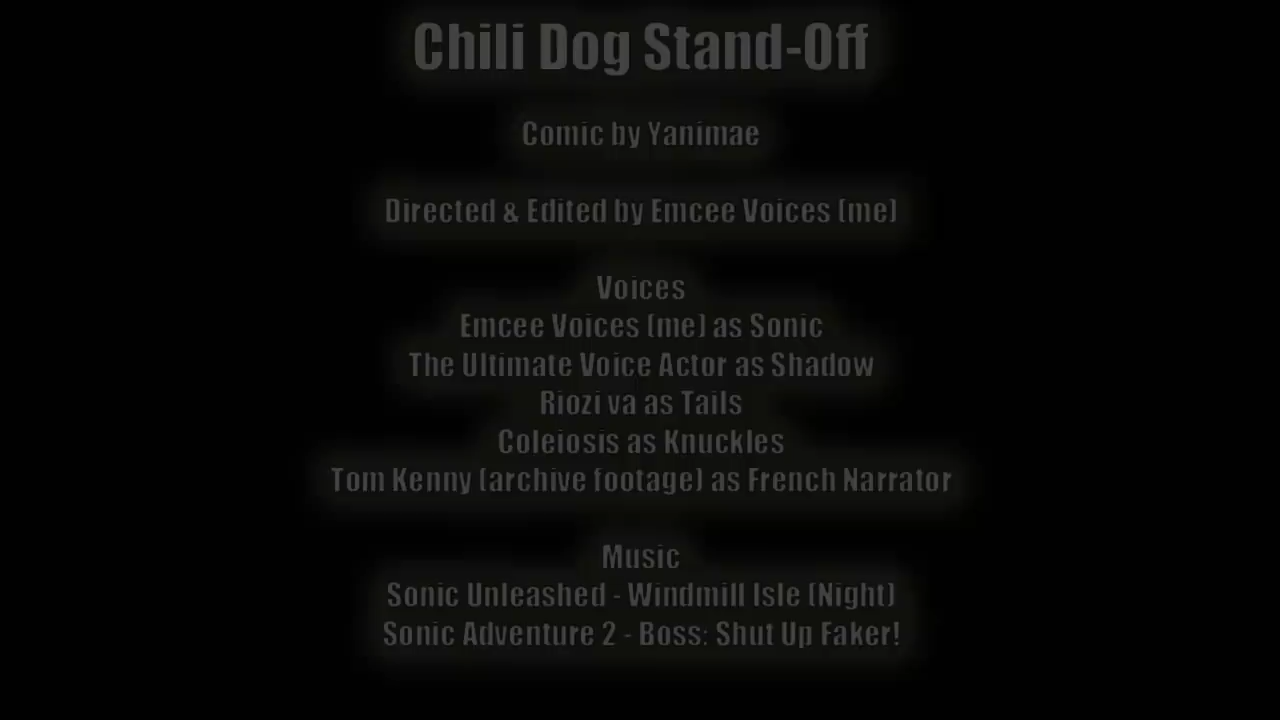 Chili Dog Stand-Off
Comic by Yanimae
Directed & Edited by Emcee Voices (me)
Voices
Emcee Voices (me) as Sonic
The Ultimate Voice Actor as Shadow
Riozi va as Tails
Coleiosis as Knuckles
Tom Kenny (archive footage) as French Narrator
Music
Sonic Unleashed - Windmill Isle (Night)
Sonic Adventure 2 - Boss: Shut Up Faker!